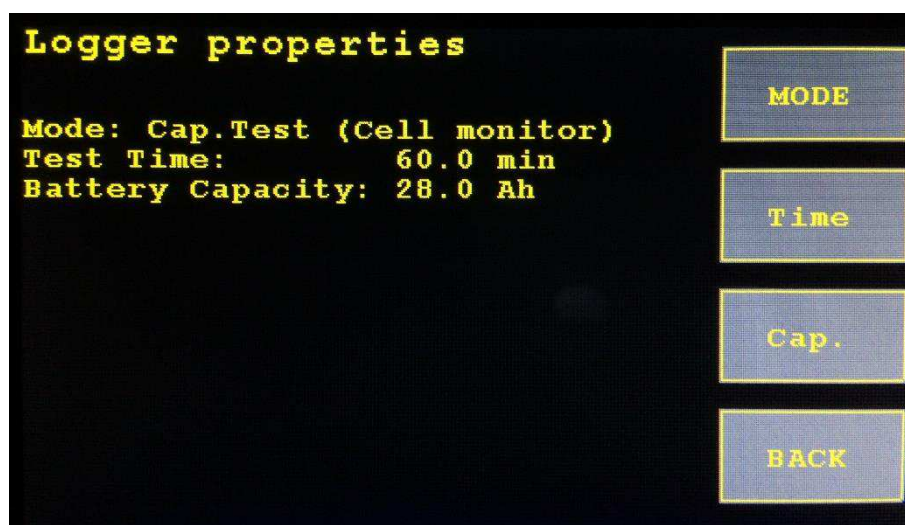 Logger properties
Mode: Cap.Test (Cell monitor)
Test Time: 60.0 min
Battery Capacity: 28.0 Ah
MODE
Time
Cap.
BACK